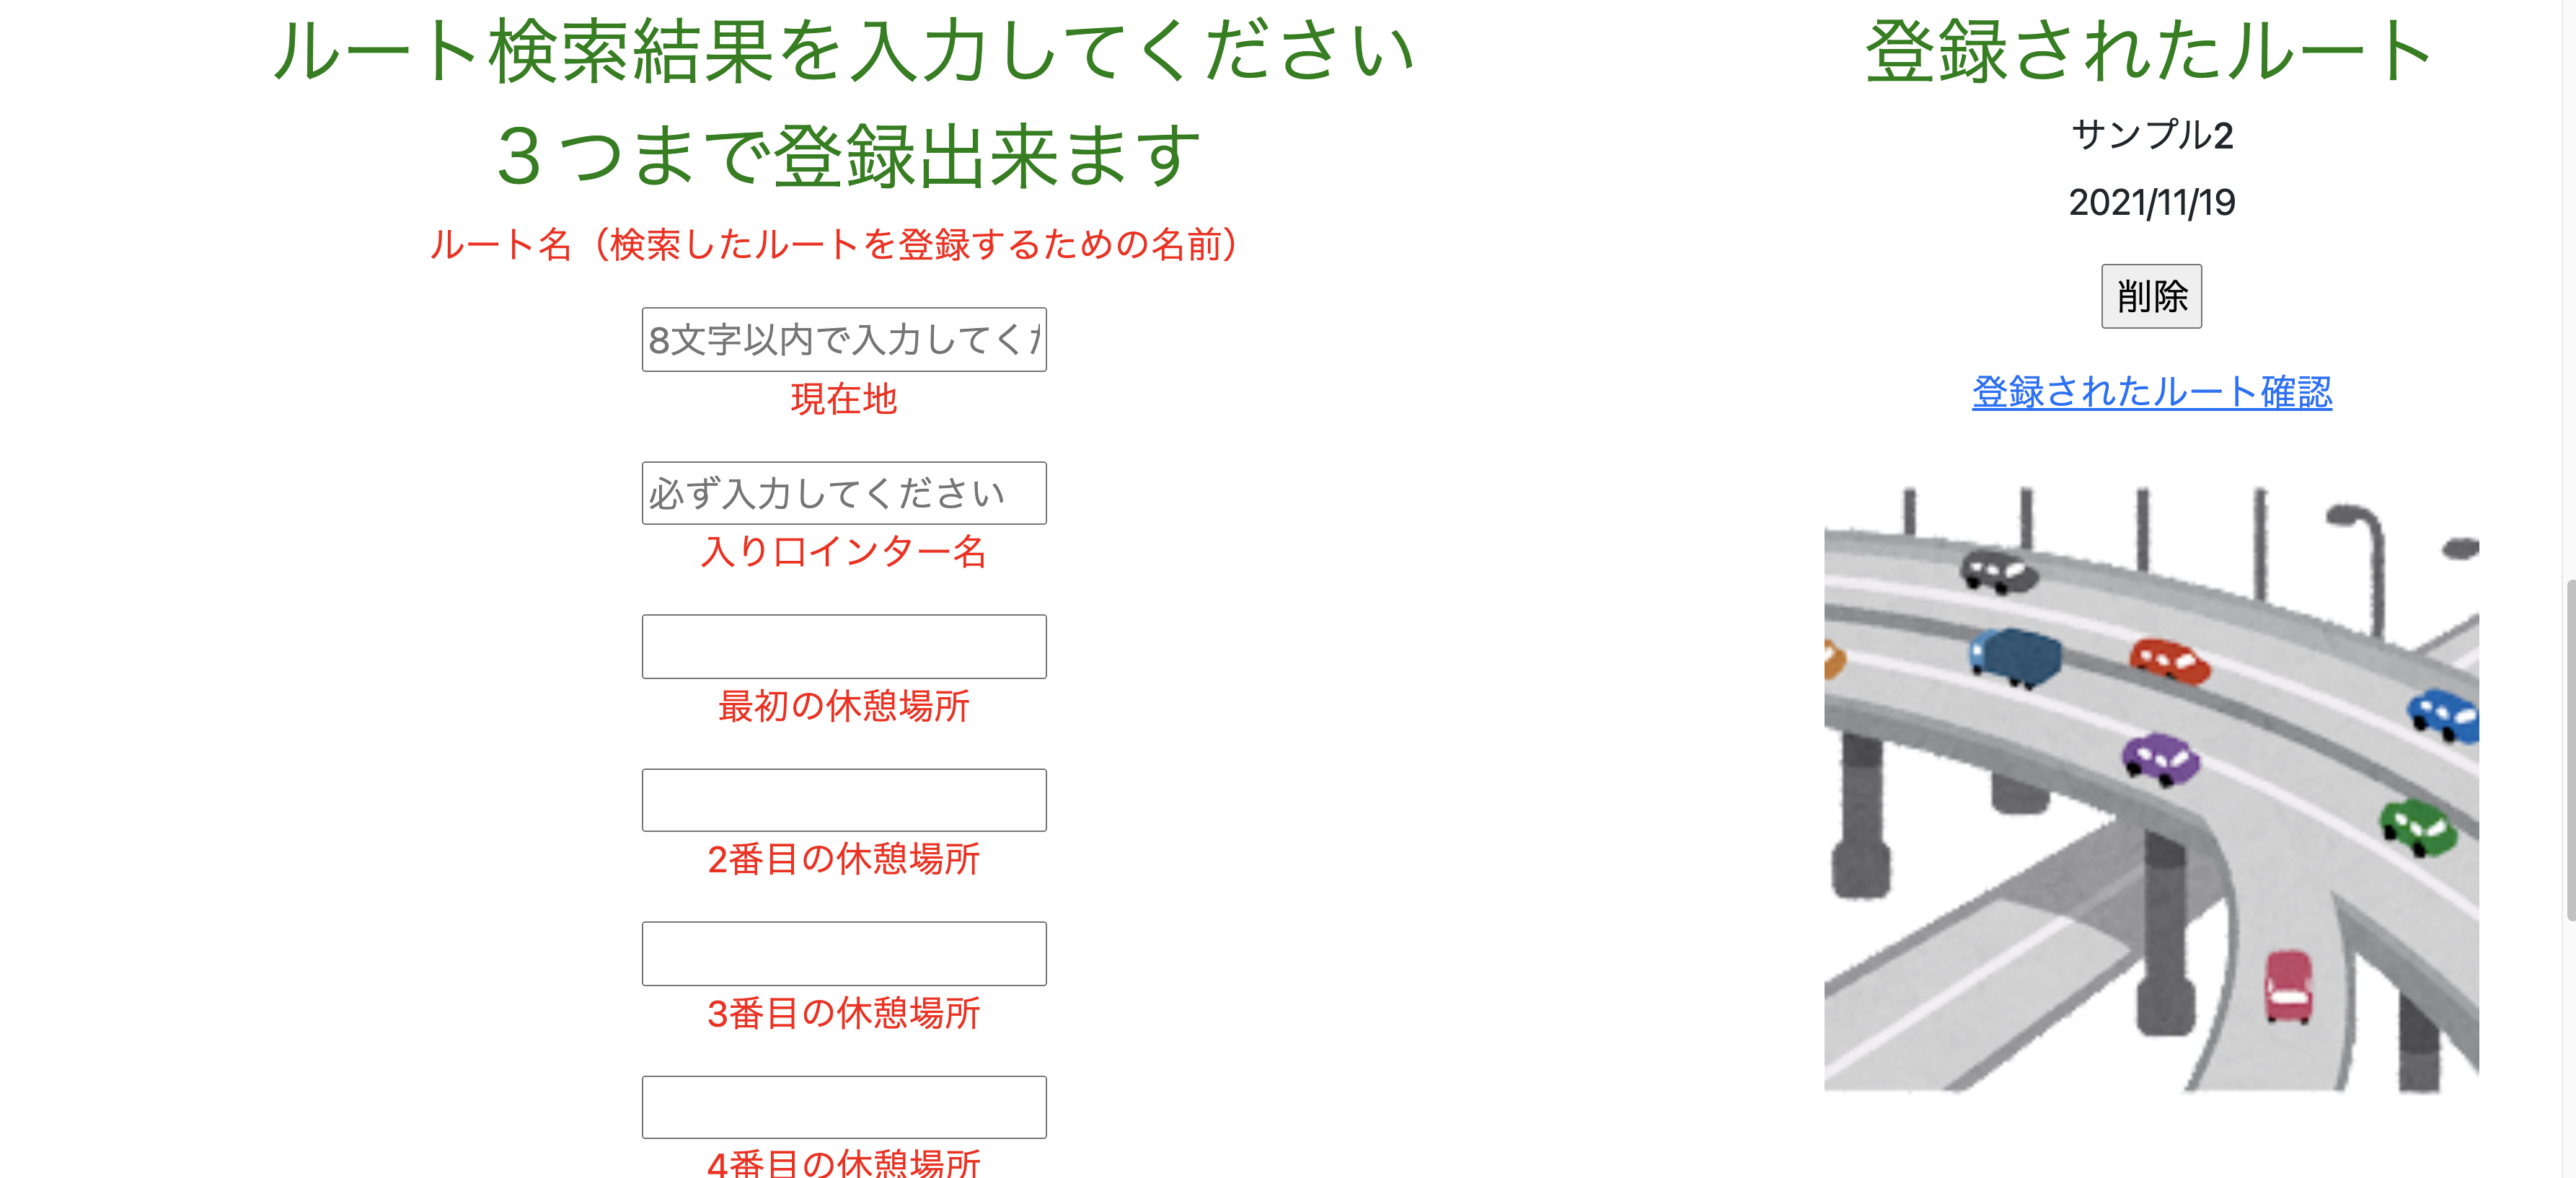 ルート検索結果を入力してください
３つまで登録出来ます
ルート名（検索したルートを登録するための名前）
8文字以内で入力してくだ
現在地
必ず入力してください
入り口インター名
最初の休憩場所
2番目の休憩場所
3番目の休憩場所
4番目の休憩場所
登録されたルート
サンプル2
2021/11/19
削除
登録されたルート確認